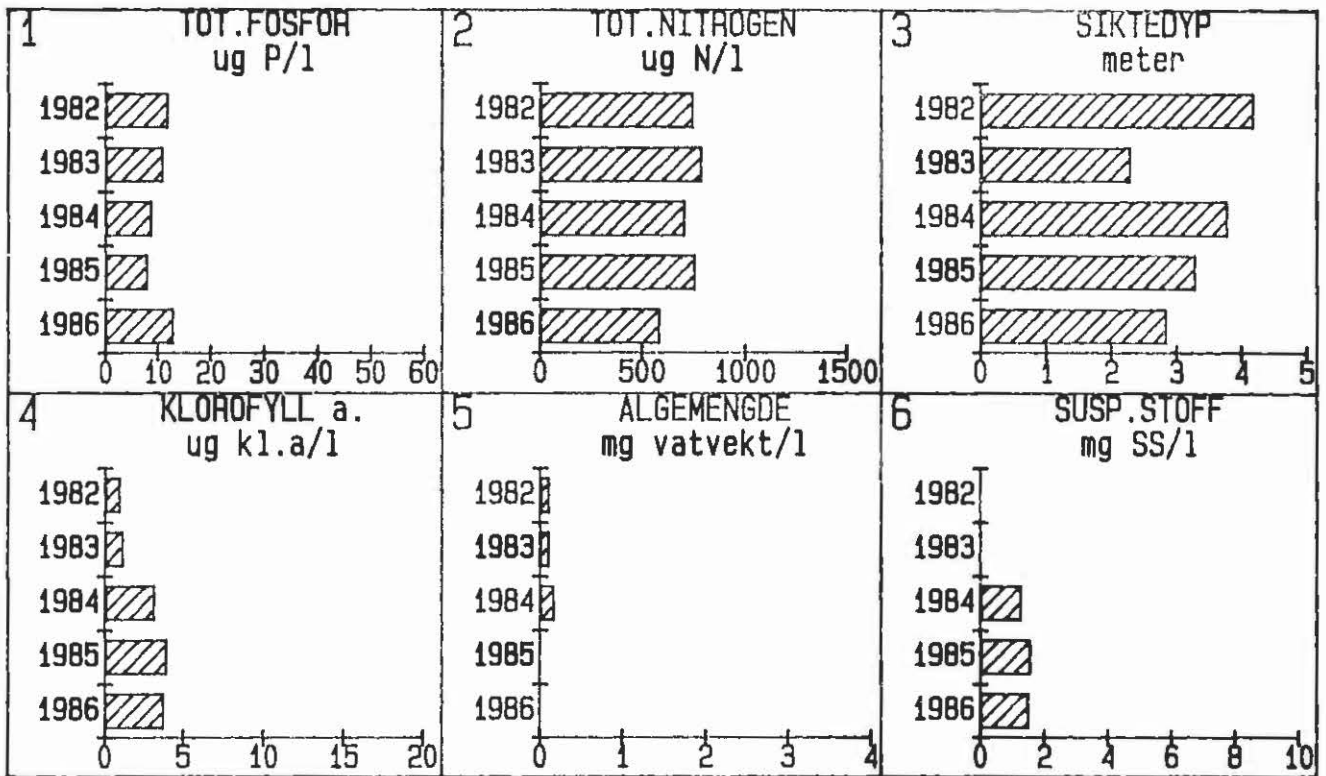 1 TOT.FOSFOR
ug P/l
1982
1983
1984
1985
1986
0 10 20 30 40 50 60
2 TOT.NITROGEN
ug N/l
1982
1983
1984
1985
1986
0 500 1000 1500
3 SIKTEDYP
meter
1982
1983
1984
1985
1986
0 1 2 3 4 5
4 KLOROFYLL a.
ug kl.a/l
1982
1983
1984
1985
1986
0 5 10 15 20
5 ALGEMENGDE
mg vatvekt/l
1982
1983
1984
1985
1986
0 1 2 3 4
6 SUSP.STOFF
mg SS/l
1982
1983
1984
1985
1986
0 2 4 6 8 10